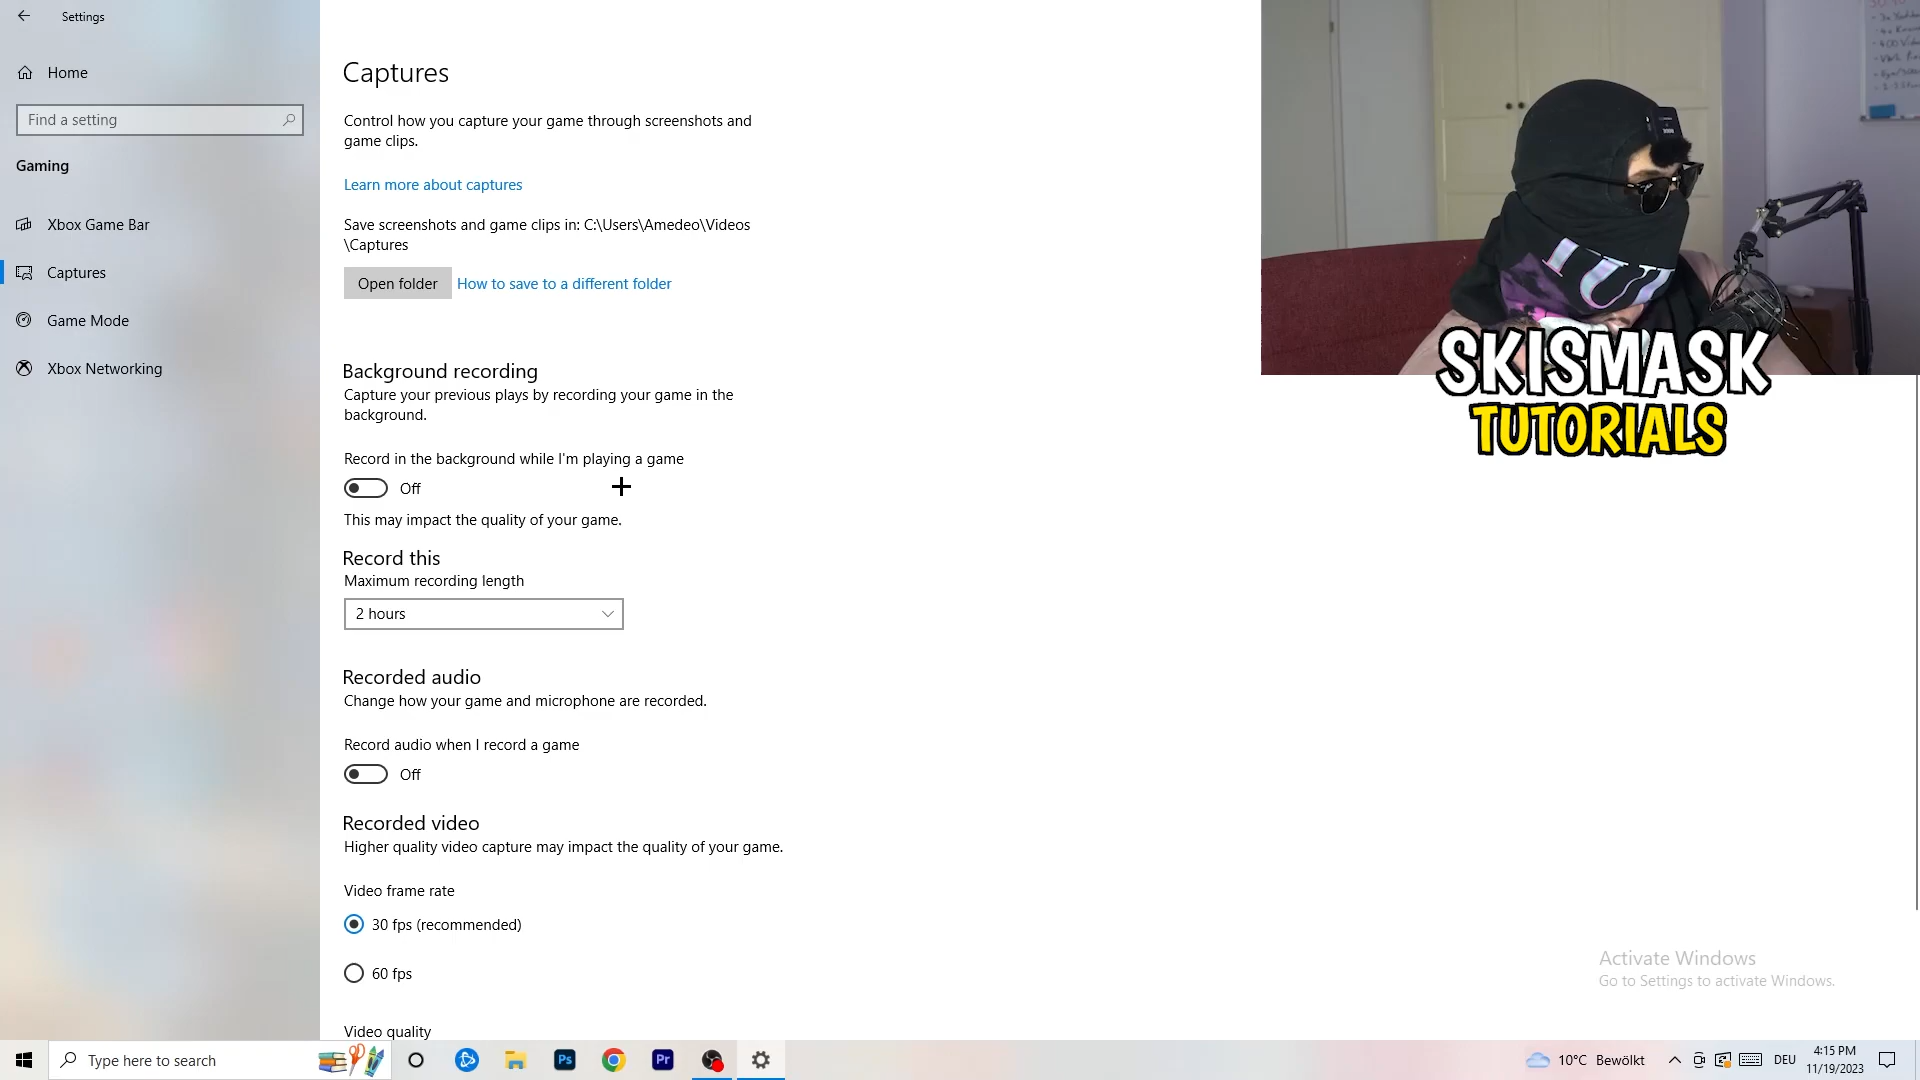 Settings
Home
Find a setting
Gaming
Xbox Game Bar
Captures
Game Mode
Xbox Networking
Captures
Control how you capture your game through screenshots and
game clips.
Learn more about captures
Save screenshots and game clips in: C:\Users\Amedeo\Videos
\Captures
Open folder
How to save to a different folder
Background recording
Capture your previous plays by recording your game in the
background.
Record in the background while I'm playing a game
Off
This may impact the quality of your game.
Record this
Maximum recording length
2 hours
Recorded audio
Change how your game and microphone are recorded.
Record audio when I record a game
Off
Recorded video
Higher quality video capture may impact the quality of your game.
Video frame rate
30 fps (recommended)
60 fps
Video quality
SKISMASK
TUTORIALS
Activate Windows
Go to Settings to activate Windows.
Type here to search
Ps
Pr
10°C Bewölkt
DEU
4:15 PM
11/19/2023